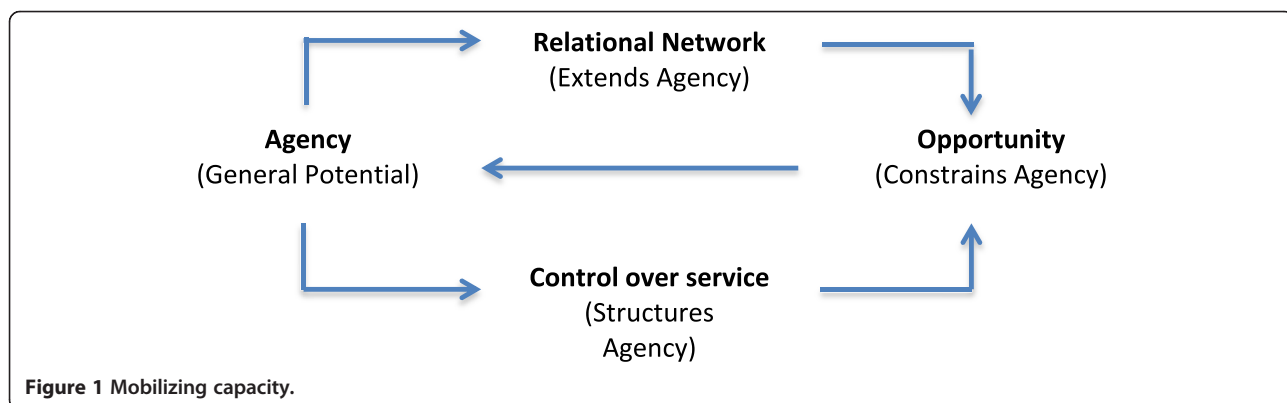 Relational Network
(Extends Agency)
Agency
(General Potential)
Opportunity
(Constrains Agency)
Control over service
(Structures
Agency)
Figure 1 Mobilizing capacity.